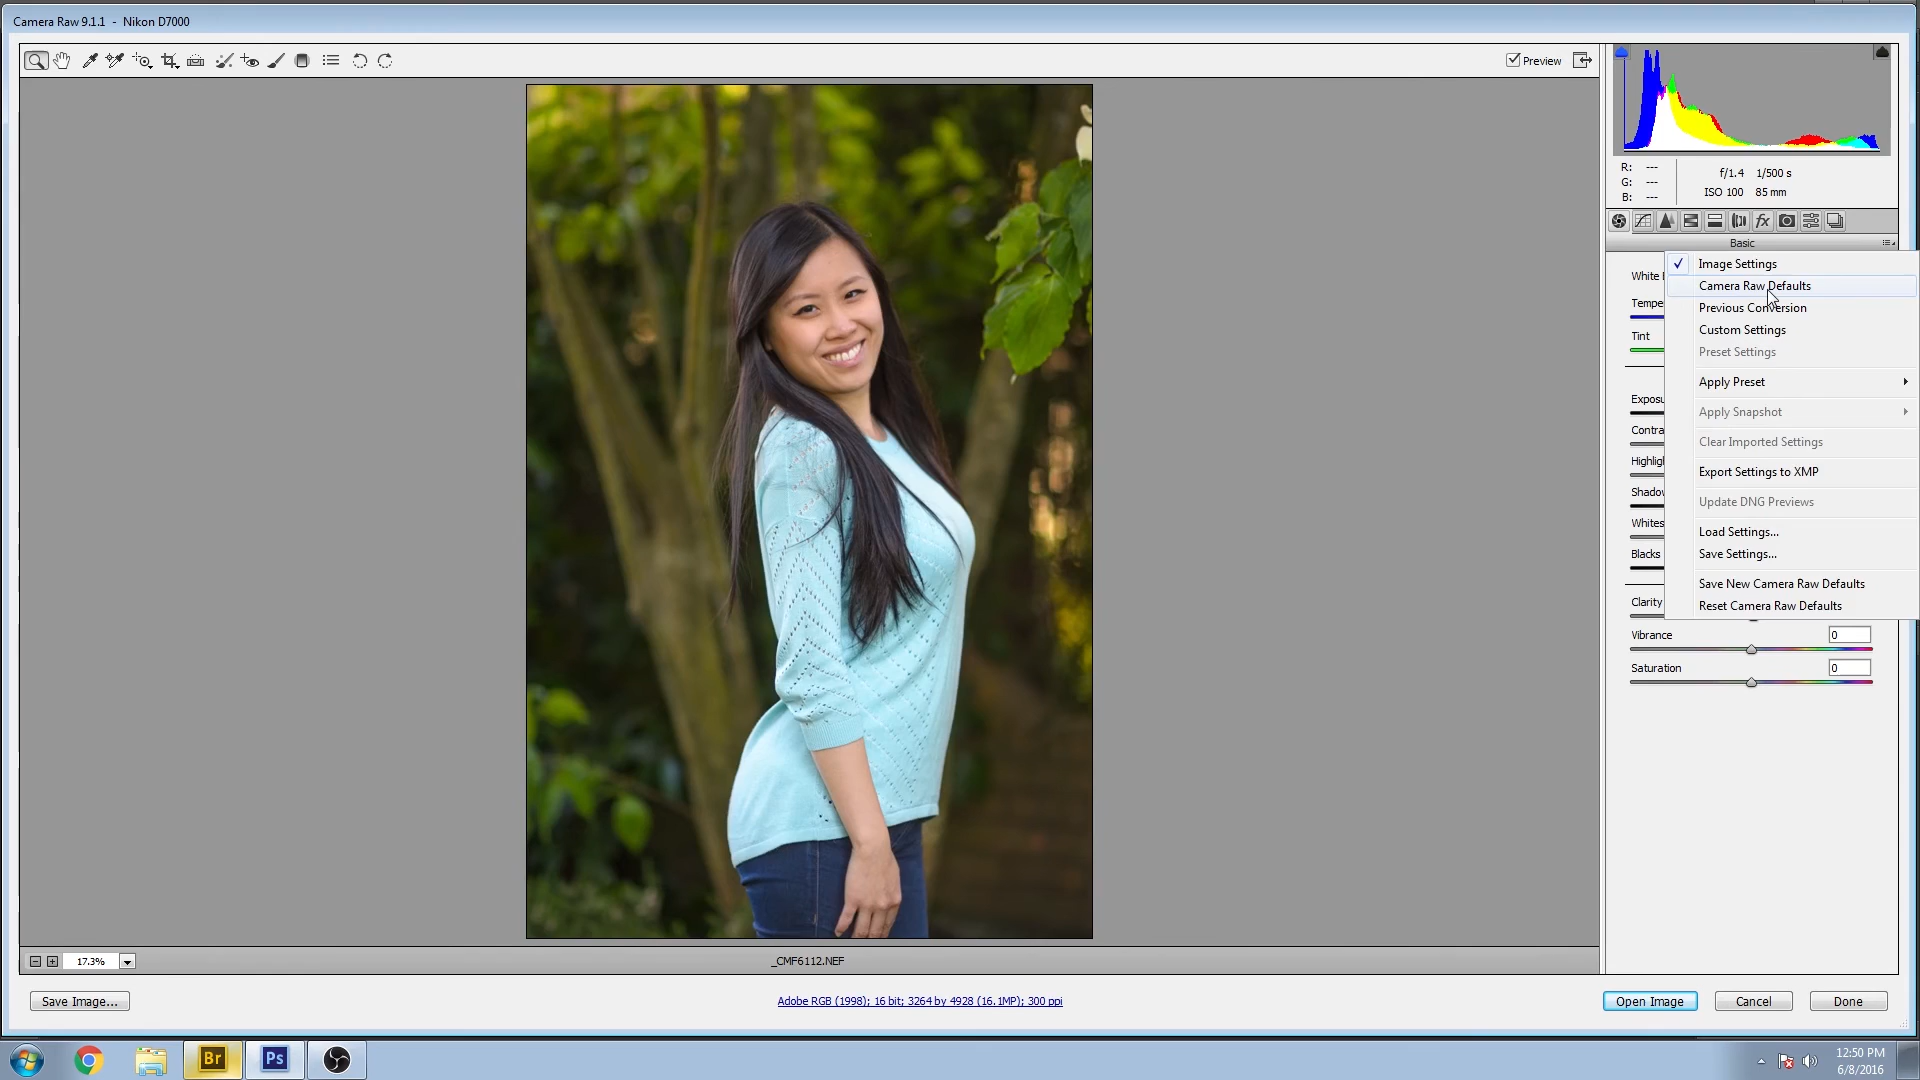 Camera Raw 9.1.1 - Nikon D7000
Preview
R: ---
G: ---
B: ---
f/1.4 1/500 s
ISO 100 85 mm
fx
Basic
White
Tempe
Tint
Exposu
Contra
Highlig
Shadow
Whites
Blacks
Clarity
Image Settings
Camera Raw Defaults
Previous Conversion
Custom Settings
Preset Settings
Apply Preset
Apply Snapshot
Clear Imported Settings
Export Settings to XMP
Update DNG Previews
Load Settings...
Save Settings...
Save New Camera Raw Defaults
Reset Camera Raw Defaults
Vibrance 0
Saturation 0
17.3%
_CMF6112.NEF
Save Image...
Adobe RGB (1998); 16 bit; 3264 by 4928 (16.1MP); 300 ppi
Open Image
Cancel
Done
Br
Ps
12:50 PM
6/8/2016